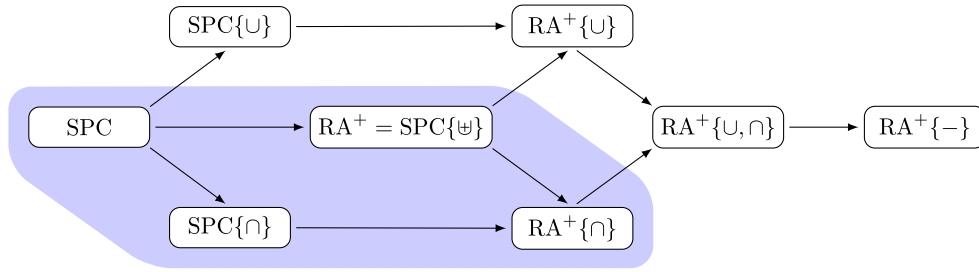 SPC{∪}
RA⁺{∪}
SPC
RA⁺ = SPC{⊎}
RA⁺{∪, ∩}
RA⁺{−}
SPC{∩}
RA⁺{∩}